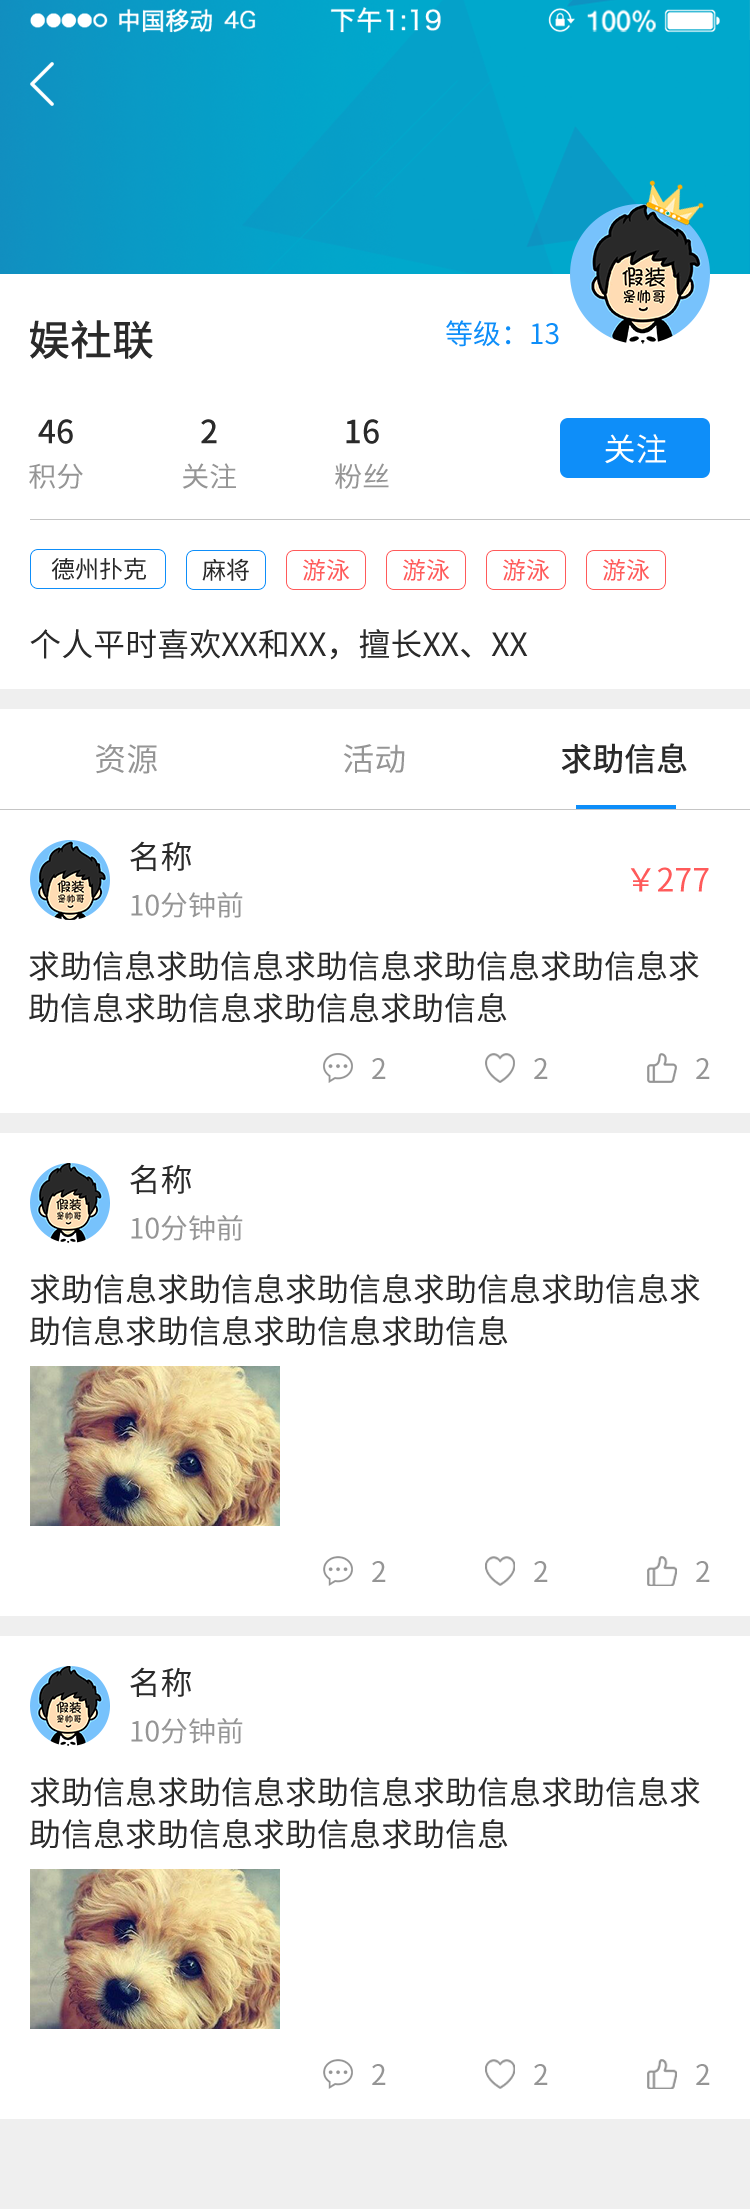 中国移动 4G 下午1:19 100%
假装
是帅哥
娱社联 等级：13
46 2 16
积分 关注 粉丝
关注
德州扑克 麻将 游泳 游泳 游泳 游泳
个人平时喜欢XX和XX，擅长XX、XX
资源 活动 求助信息
假装
是帅哥
名称
10分钟前
￥277
求助信息求助信息求助信息求助信息求助信息求
助信息求助信息求助信息求助信息
2 2 2
假装
是帅哥
名称
10分钟前
求助信息求助信息求助信息求助信息求助信息求
助信息求助信息求助信息求助信息
2 2 2
假装
是帅哥
名称
10分钟前
求助信息求助信息求助信息求助信息求助信息求
助信息求助信息求助信息求助信息
2 2 2